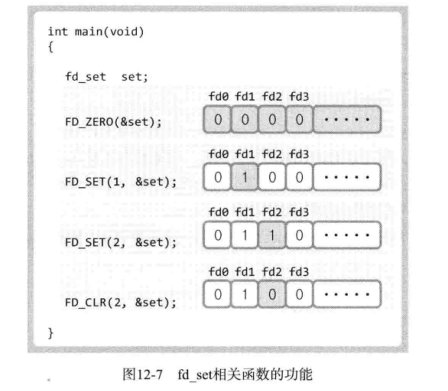 int main(void)
{
fd_set set;
fd0 fd1 fd2 fd3
FD_ZERO(&set); 0 0 0 0 ·····
fd0 fd1 fd2 fd3
FD_SET(1, &set); 0 1 0 0 ·····
fd0 fd1 fd2 fd3
FD_SET(2, &set); 0 1 1 0 ·····
fd0 fd1 fd2 fd3
FD_CLR(2, &set); 0 1 0 0 ·····
}
图12-7 fd_set相关函数的功能